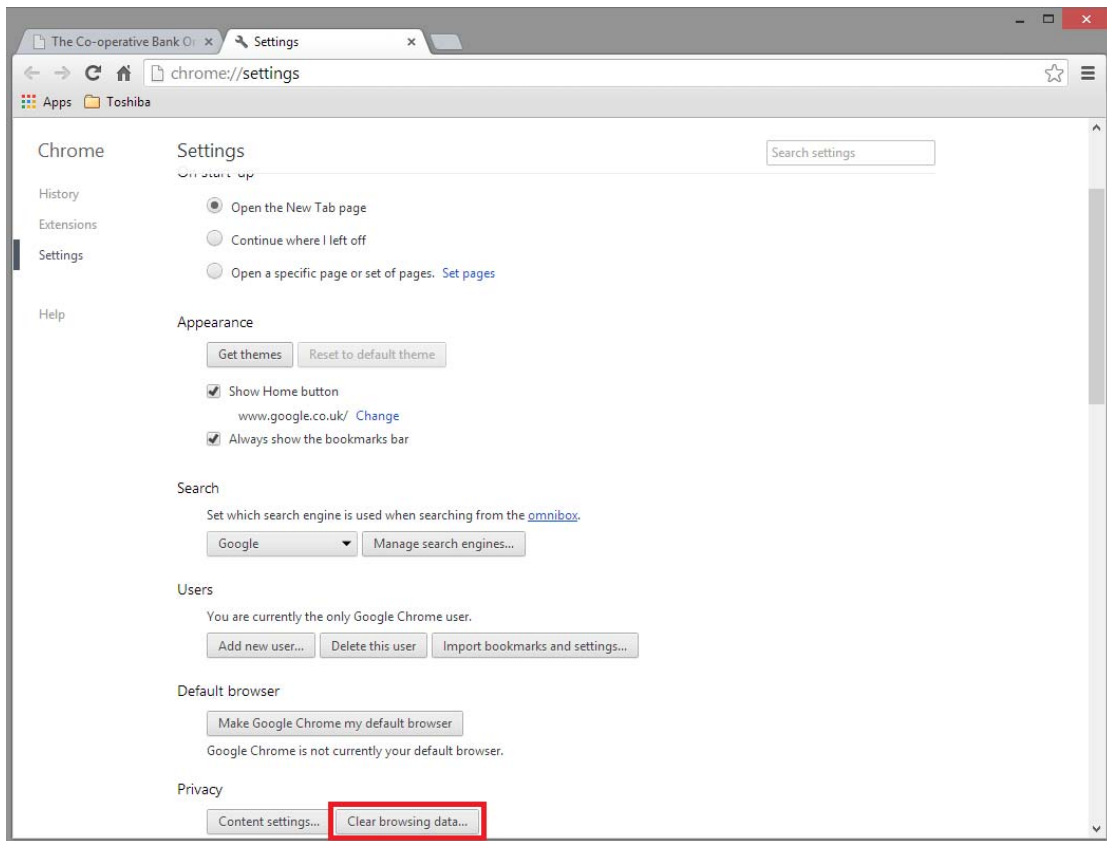 The Co-operative Bank O
Settings
chrome://settings
Apps Toshiba
Chrome
Settings
Search settings
On start-up
History
Open the New Tab page
Extensions
Continue where I left off
Settings
Open a specific page or set of pages. Set pages
Help
Appearance
Get themes Reset to default theme
Show Home button
www.google.co.uk/ Change
Always show the bookmarks bar
Search
Set which search engine is used when searching from the omnibox.
Google Manage search engines...
Users
You are currently the only Google Chrome user.
Add new user... Delete this user Import bookmarks and settings...
Default browser
Make Google Chrome my default browser
Google Chrome is not currently your default browser.
Privacy
Content settings... Clear browsing data...